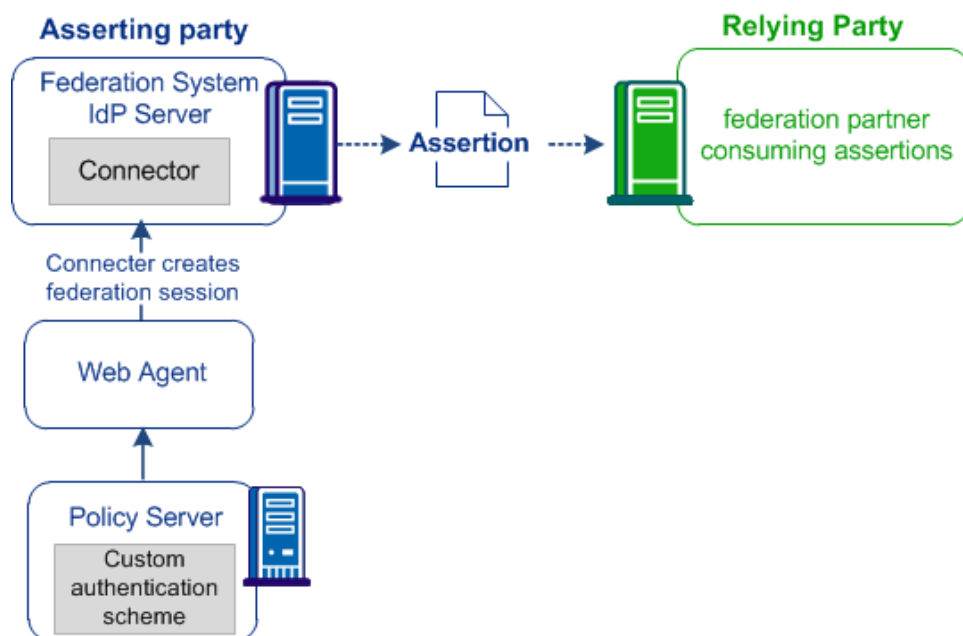 Asserting party
Relying Party
Federation System
IdP Server
Connector
Assertion
federation partner
consuming assertions
Connecter creates
federation session
Web Agent
Policy Server
Custom
authentication
scheme